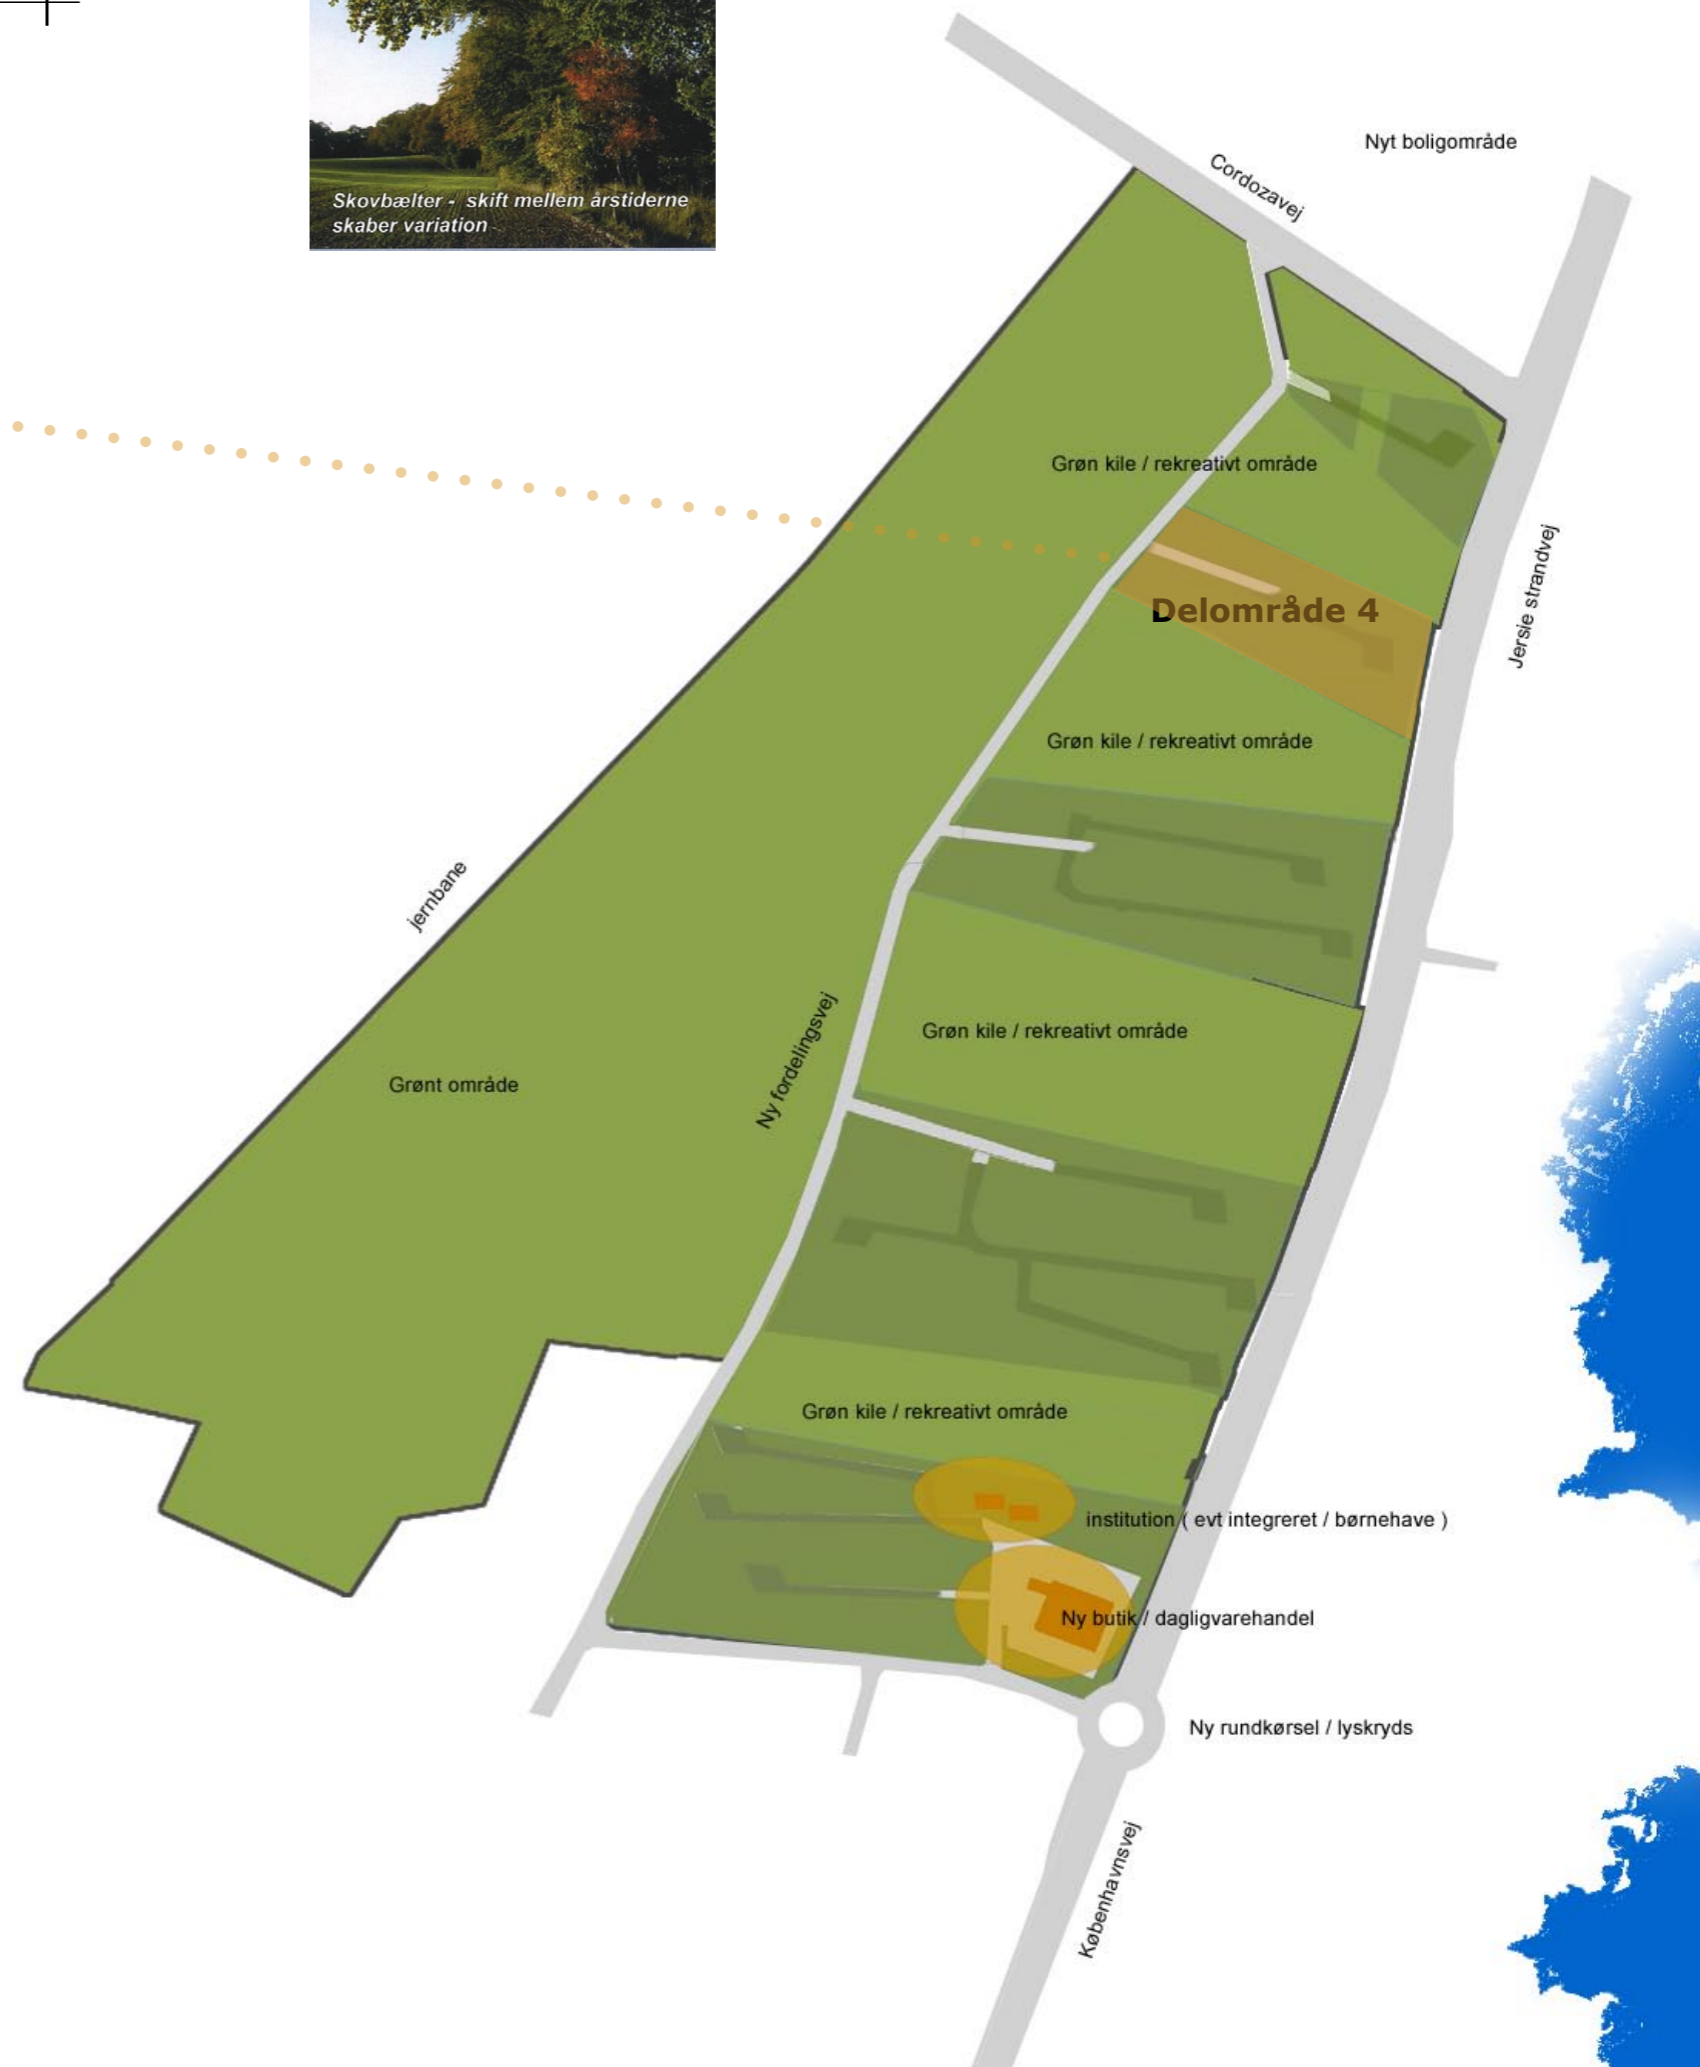 Skovbælter - skift mellem årstiderne
skaber variation
Nyt boligområde
Cordozavej
Grøn kile / rekreativt område
Jersie strandvej
Delområde 4
Grøn kile / rekreativt område
jernbane
Ny fordelingsvej
Grøn kile / rekreativt område
Grønt område
Grøn kile / rekreativt område
institution ( evt integreret / børnehave )
Ny butik / dagligvarehandel
Ny rundkørsel / lyskryds
Københavnsvej